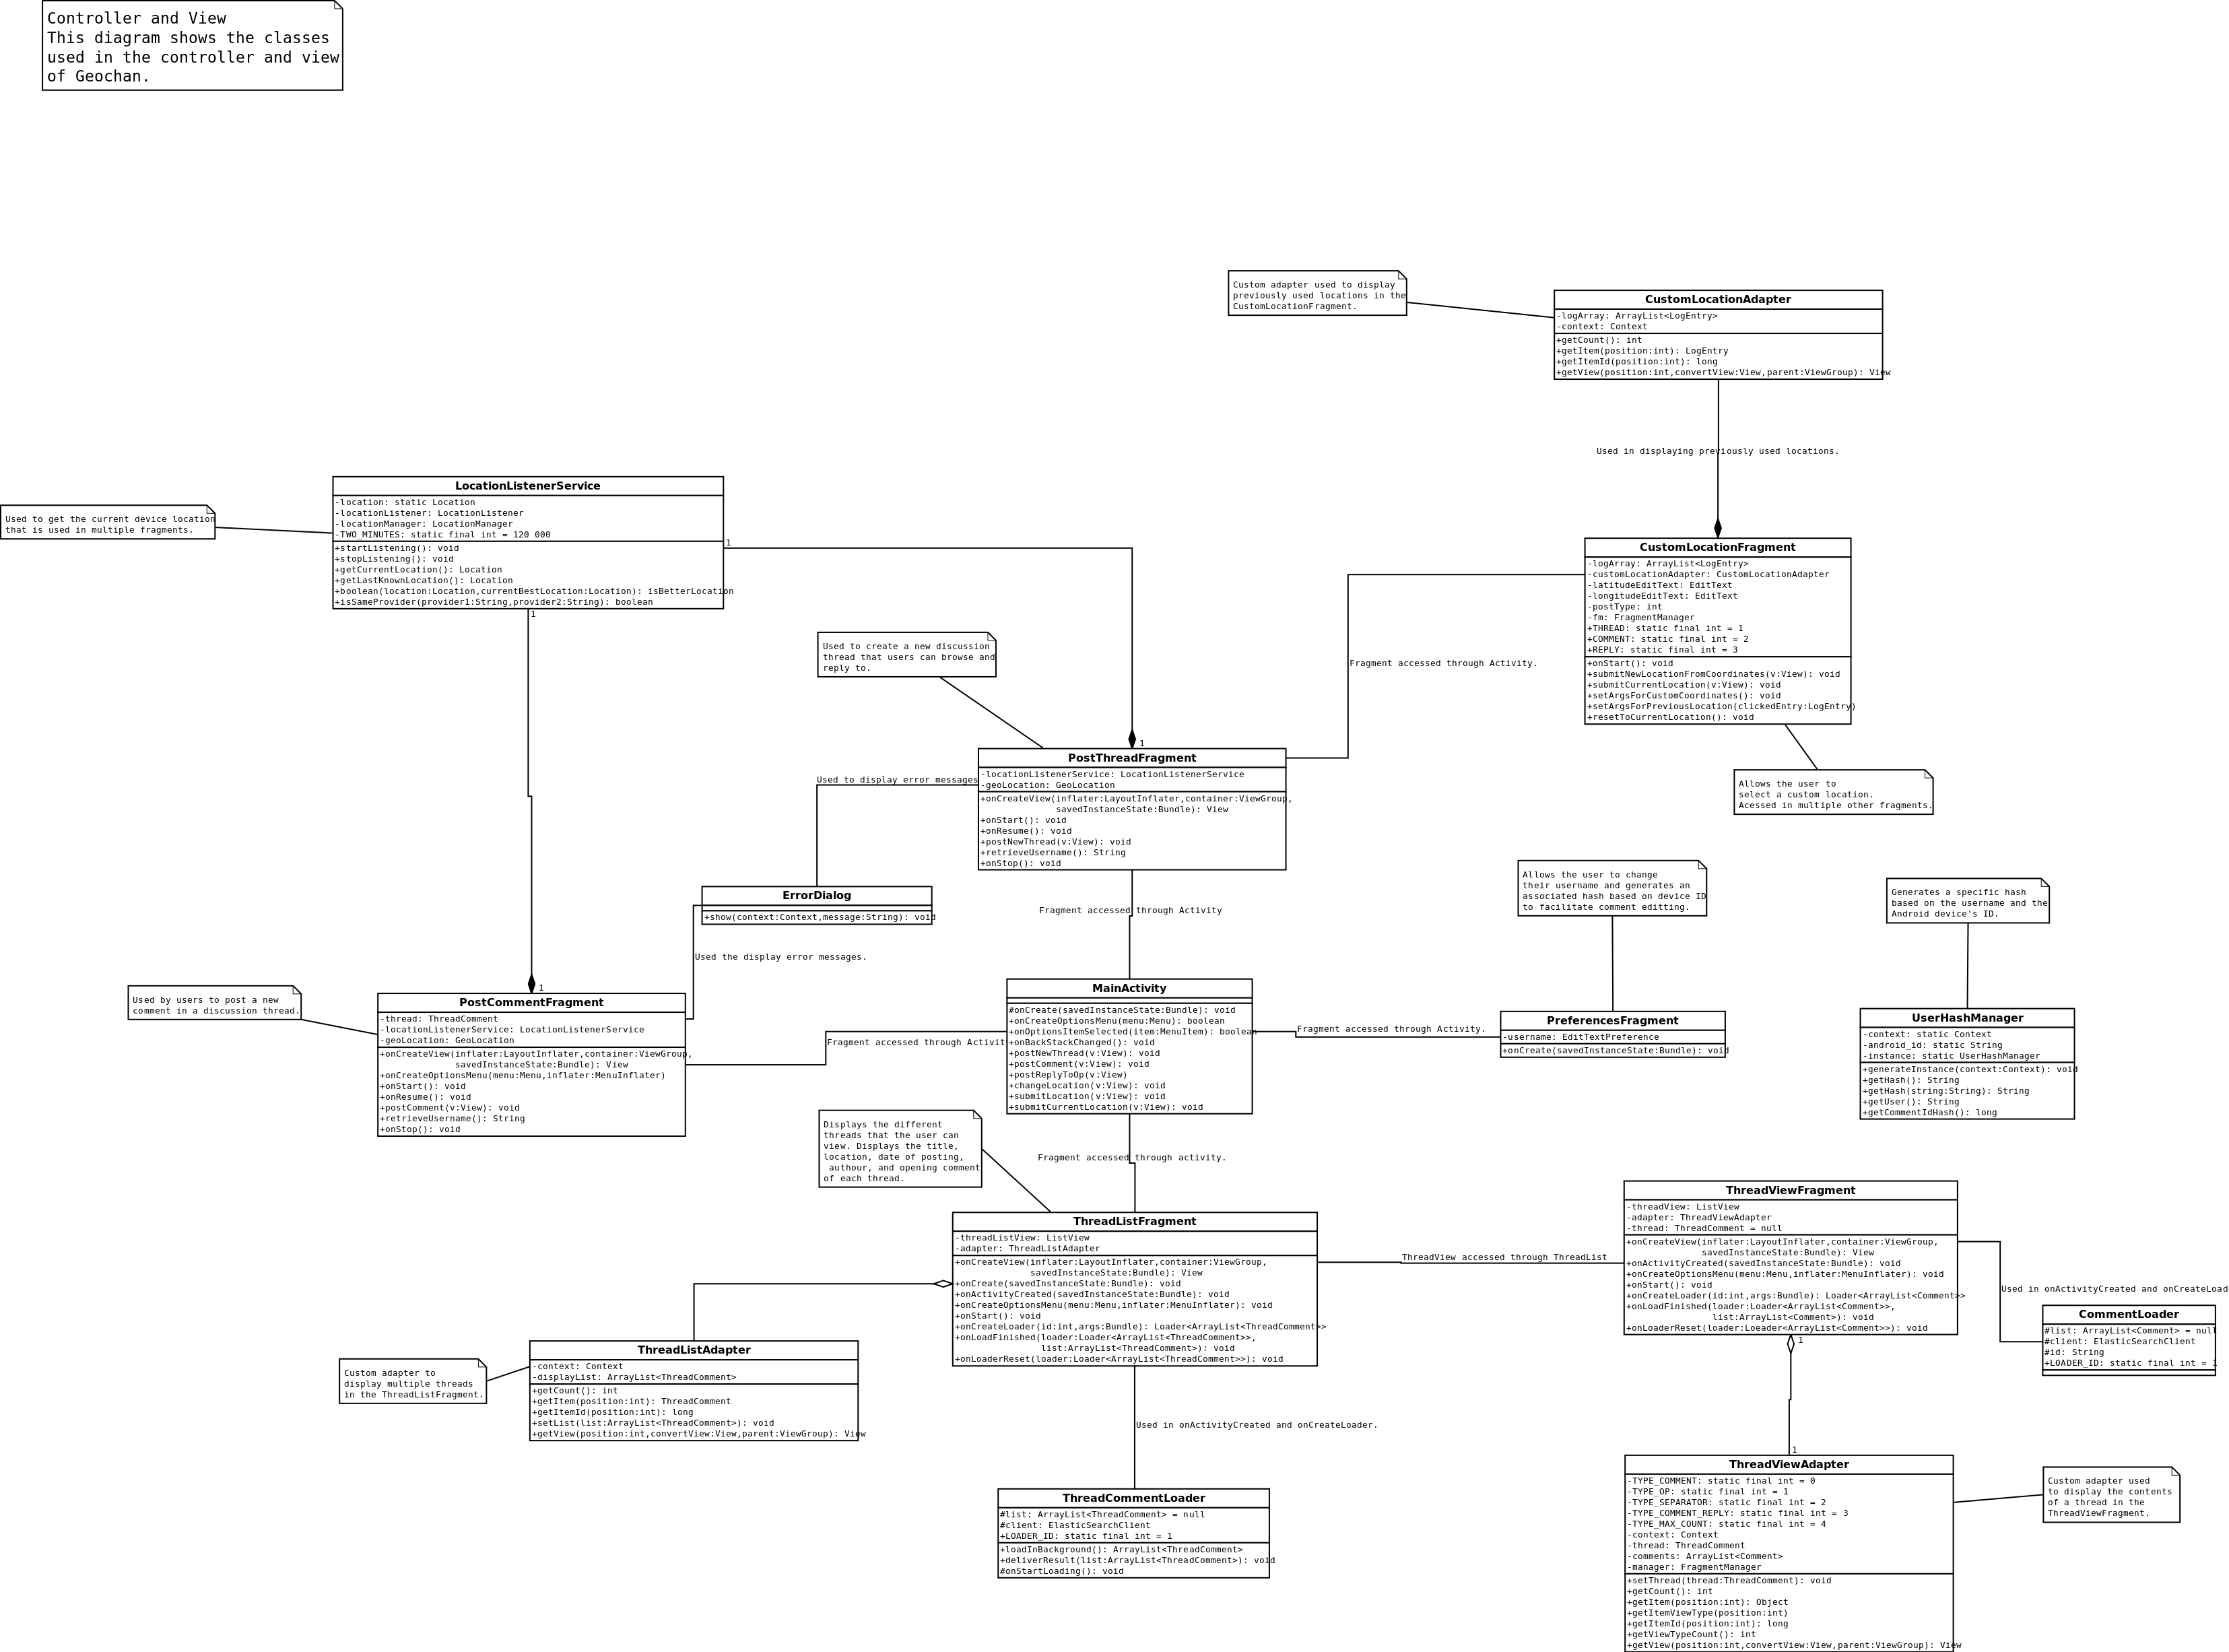 Controller and View
This diagram shows the classes
used in the controller and view
of Geochan.
Custom adapter used to display
previously used locations in the
CustomLocationFragment.
CustomLocationAdapter
-logArray: ArrayList<LogEntry>
-context: Context
+getCount(): int
+getItem(position:int): LogEntry
+getItemId(position:int): long
+getView(position:int,convertView:View,parent:ViewGroup): View
Used in displaying previously used locations.
LocationListenerService
-location: static Location
-locationListener: LocationListener
-locationManager: LocationManager
-TWO_MINUTES: static final int = 120 000
+startListening(): void
+stopListening(): void
+getCurrentLocation(): Location
+getLastKnownLocation(): Location
+boolean(location:Location,currentBestLocation:Location): isBetterLocation
+isSameProvider(provider1:String,provider2:String): boolean
1
1
Used to get the current device location
that is used in multiple fragments.
CustomLocationFragment
-logArray: ArrayList<LogEntry>
-customLocationAdapter: CustomLocationAdapter
-latitudeEditText: EditText
-longitudeEditText: EditText
-postType: int
-fm: FragmentManager
+THREAD: static final int = 1
+COMMENT: static final int = 2
+REPLY: static final int = 3
+onStart(): void
+submitNewLocationFromCoordinates(v:View): void
+submitCurrentLocation(v:View): void
+setArgsForCustomCoordinates(): void
+setArgsForPreviousLocation(clickedEntry:LogEntry)
+resetToCurrentLocation(): void
Fragment accessed through Activity.
Used to create a new discussion
thread that users can browse and
reply to.
Allows the user to
select a custom location.
Acessed in multiple other fragments.
1
PostThreadFragment
-locationListenerService: LocationListenerService
-geoLocation: GeoLocation
+onCreateView(inflater:LayoutInflater,container:ViewGroup,
savedInstanceState:Bundle): View
+onStart(): void
+onResume(): void
+postNewThread(v:View): void
+retrieveUsername(): String
+onStop(): void
Used to display error messages
ErrorDialog
+show(context:Context,message:String): void
Used the display error messages.
Fragment accessed through Activity
Allows the user to change
their username and generates an
associated hash based on device ID
to facilitate comment editting.
Generates a specific hash
based on the username and the
Android device's ID.
Used by users to post a new
comment in a discussion thread.
1
PostCommentFragment
-thread: ThreadComment
-locationListenerService: LocationListenerService
-geoLocation: GeoLocation
+onCreateView(inflater:LayoutInflater,container:ViewGroup,
savedInstanceState:Bundle): View
+onCreateOptionsMenu(menu:Menu,inflater:MenuInflater)
+onStart(): void
+onResume(): void
+postComment(v:View): void
+retrieveUsername(): String
+onStop(): void
Fragment accessed through Activit
MainActivity
#onCreate(savedInstanceState:Bundle): void
+onCreateOptionsMenu(menu:Menu): boolean
+onOptionsItemSelected(item:MenuItem): boolean
+onBackStackChanged(): void
+postNewThread(v:View): void
+postComment(v:View): void
+postReplyToOp(v:View)
+changeLocation(v:View): void
+submitLocation(v:View): void
+submitCurrentLocation(v:View): void
Fragment accessed through Activity.
PreferencesFragment
-username: EditTextPreference
+onCreate(savedInstanceState:Bundle): void
UserHashManager
-context: static Context
-android_id: static String
-instance: static UserHashManager
+generateInstance(context:Context): void
+getHash(): String
+getHash(string:String): String
+getUser(): String
+getCommentIdHash(): long
Displays the different
threads that the user can
view. Displays the title,
location, date of posting,
authour, and opening comment
of each thread.
Fragment accessed through activity.
ThreadListFragment
-threadListView: ListView
-adapter: ThreadListAdapter
+onCreateView(inflater:LayoutInflater,container:ViewGroup,
savedInstanceState:Bundle): View
+onCreate(savedInstanceState:Bundle): void
+onActivityCreated(savedInstanceState:Bundle): void
+onCreateOptionsMenu(menu:Menu,inflater:MenuInflater): void
+onStart(): void
+onCreateLoader(id:int,args:Bundle): Loader<ArrayList<ThreadComment>>
+onLoadFinished(loader:Loader<ArrayList<ThreadComment>>,
list:ArrayList<ThreadComment>): void
+onLoaderReset(loader:Loader<ArrayList<ThreadComment>>): void
ThreadView accessed through ThreadList
ThreadViewFragment
-threadView: ListView
-adapter: ThreadViewAdapter
-thread: ThreadComment = null
+onCreateView(inflater:LayoutInflater,container:ViewGroup,
savedInstanceState:Bundle): View
+onActivityCreated(savedInstanceState:Bundle): void
+onCreateOptionsMenu(menu:Menu,inflater:MenuInflater): void
+onStart(): void
+onCreateLoader(id:int,args:Bundle): Loader<ArrayList<Comment>>
+onLoadFinished(loader:Loader<ArrayList<Comment>>,
list:ArrayList<Comment>): void
+onLoaderReset(loader:Loeader<ArrayList<Comment>>): void
1
Used in onActivityCreated and onCreateLoad
CommentLoader
#list: ArrayList<Comment> = null
#client: ElasticSearchClient
#id: String
+LOADER_ID: static final int = 1
Custom adapter to
display multiple threads
in the ThreadListFragment.
ThreadListAdapter
-context: Context
-displayList: ArrayList<ThreadComment>
+getCount(): int
+getItem(position:int): ThreadComment
+getItemId(position:int): long
+setList(list:ArrayList<ThreadComment>): void
+getView(position:int,convertView:View,parent:ViewGroup): View
Used in onActivityCreated and onCreateLoader.
ThreadCommentLoader
#list: ArrayList<ThreadComment> = null
#client: ElasticSearchClient
+LOADER_ID: static final int = 1
+loadInBackground(): ArrayList<ThreadComment>
+deliverResult(list:ArrayList<ThreadComment>): void
#onStartLoading(): void
1
ThreadViewAdapter
-TYPE_COMMENT: static final int = 0
-TYPE_OP: static final int = 1
-TYPE_SEPARATOR: static final int = 2
-TYPE_COMMENT_REPLY: static final int = 3
-TYPE_MAX_COUNT: static final int = 4
-context: Context
-thread: ThreadComment
-comments: ArrayList<Comment>
-manager: FragmentManager
+setThread(thread:ThreadComment): void
+getCount(): int
+getItem(position:int): Object
+getItemViewType(position:int)
+getItemId(position:int): long
+getViewTypeCount(): int
+getView(position:int,convertView:View,parent:ViewGroup): View
Custom adapter used
to display the contents
of a thread in the
ThreadViewFragment.